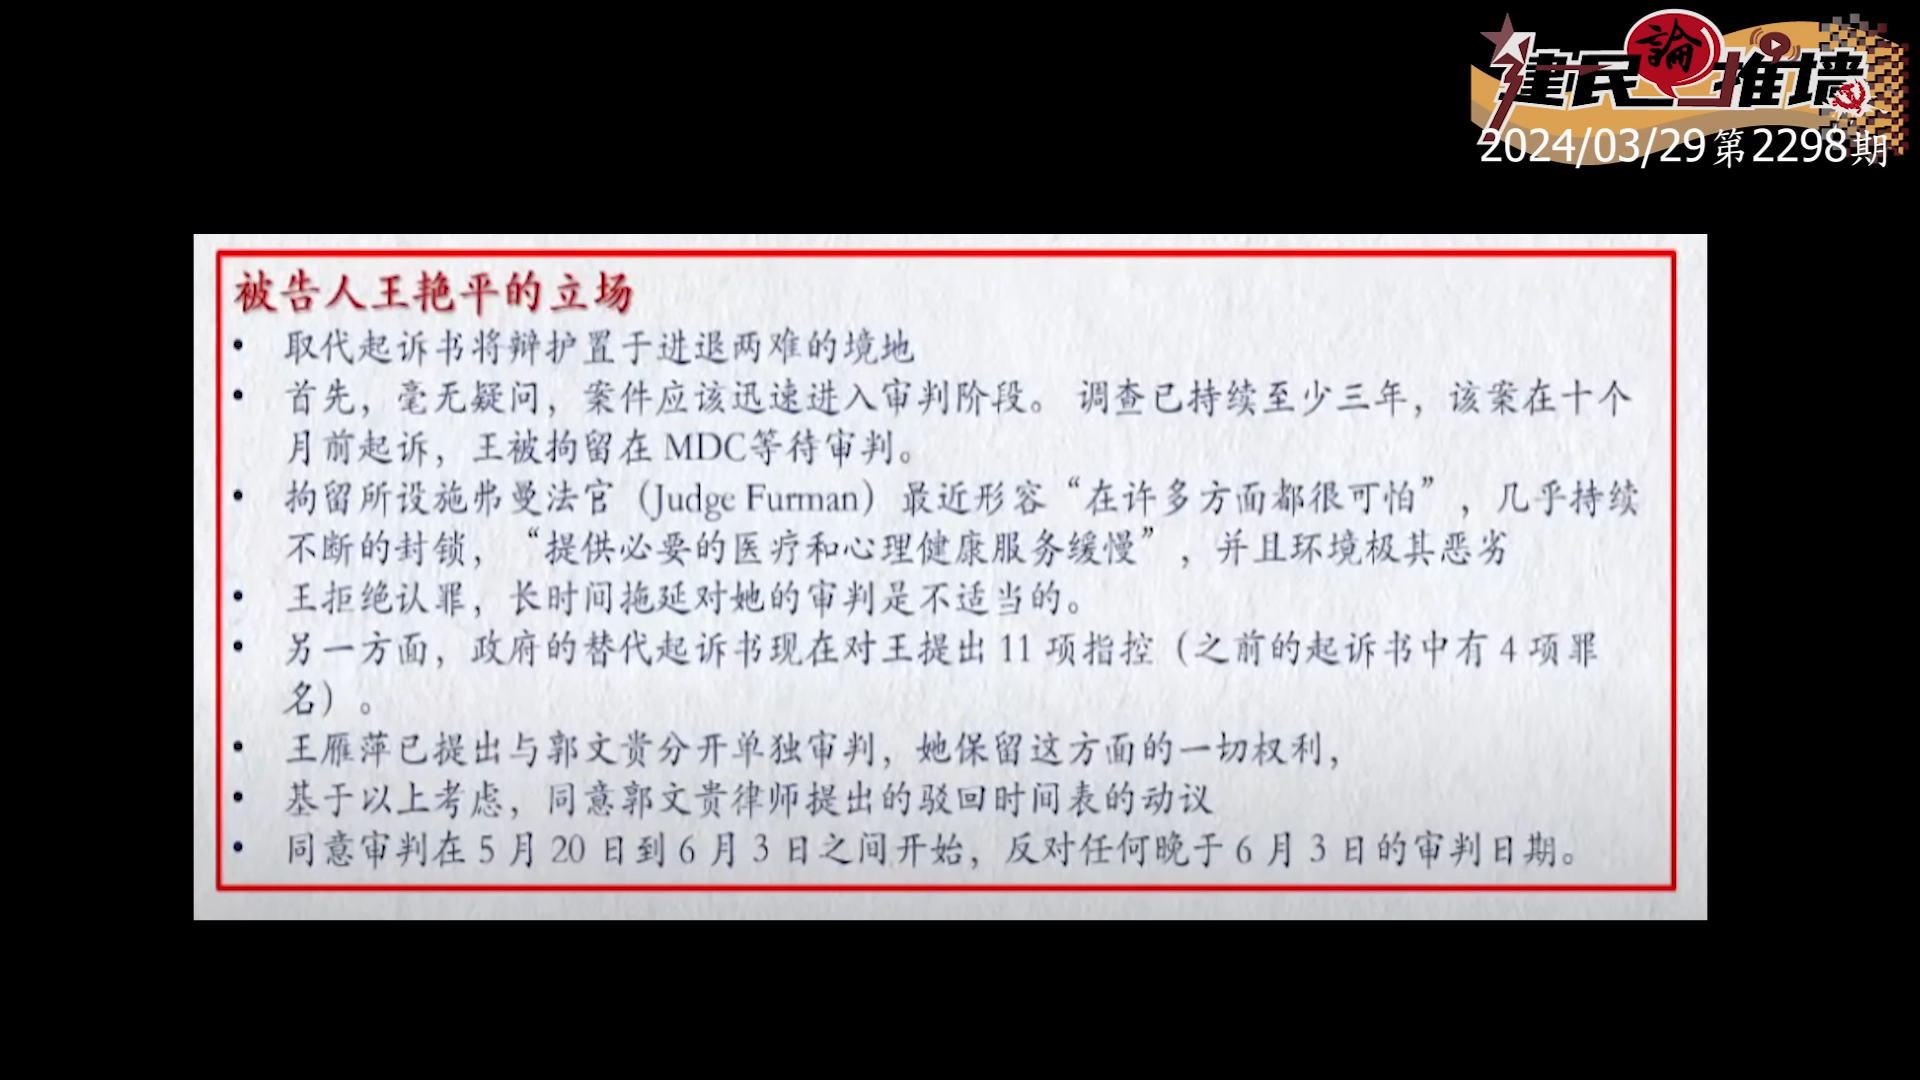 建民論推墙
2024/03/29第2298期
被告人王艳平的立场
• 取代起诉书将辩护置于进退两难的境地
• 首先，毫无疑问，案件应该迅速进入审判阶段。 调查已持续至少三年，该案在十个
月前起诉，王被拘留在 MDC等待审判。
• 拘留所设施弗曼法官（Judge Furman）最近形容“在许多方面都很可怕”，几乎持续
不断的封锁，“提供必要的医疗和心理健康服务缓慢”，并且环境极其恶劣
• 王拒绝认罪，长时间拖延对她的审判是不适当的。
• 另一方面，政府的替代起诉书现在对王提出 11 项指控（之前的起诉书中有 4 项罪
名）。
• 王雁萍已提出与郭文贵分开单独审判，她保留这方面的一切权利，
• 基于以上考虑，同意郭文贵律师提出的驳回时间表的动议
• 同意审判在 5 月 20 日到 6 月 3 日之间开始，反对任何晚于 6 月 3 日的审判日期。